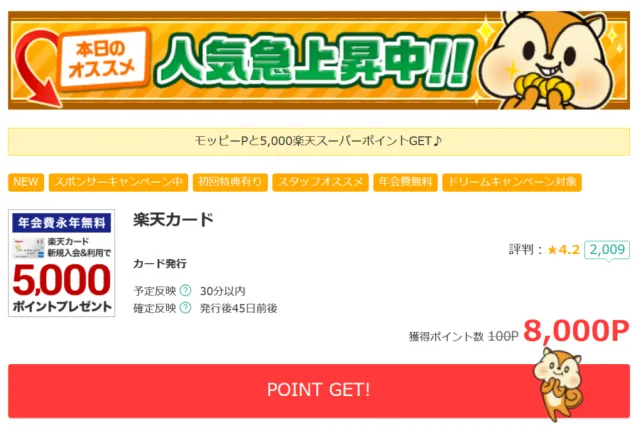 本日の
オススメ
人気急上昇中!!
モッピーPと5,000楽天スーパーポイントGET♪
NEW スポンサーキャンペーン中 初回特典有り スタッフオススメ 年会費無料 ドリームキャンペーン対象
年会費永年無料
楽天カード
新規入会&利用で
5,000
ポイントプレゼント
楽天カード
評判：★4.2 2,009
カード発行
予定反映 ? 30分以内
確定反映 ? 発行後45日前後
獲得ポイント数 100P 8,000P
POINT GET!